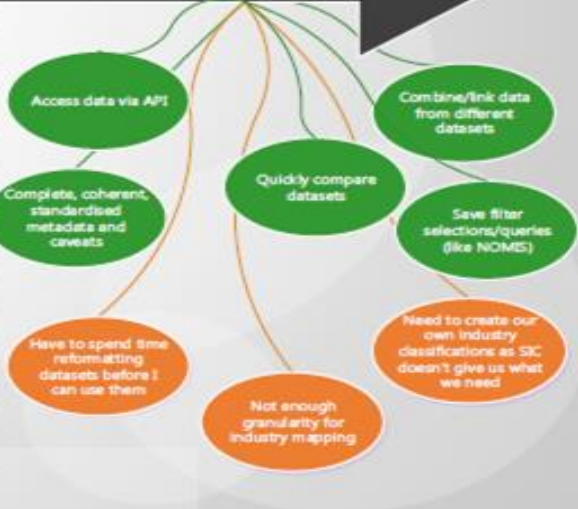 Access data via API
Combine/link data
from different
datasets
Complete, coherent,
standardised
metadata and
caveats
Quickly compare
datasets
Save filter
selections/queries
(like NOMIS)
Have to spend time
reformatting
datasets before I
can use them
Need to create our
own industry
classifications as SIC
doesn't give us what
we need
Not enough
granularity for
industry mapping